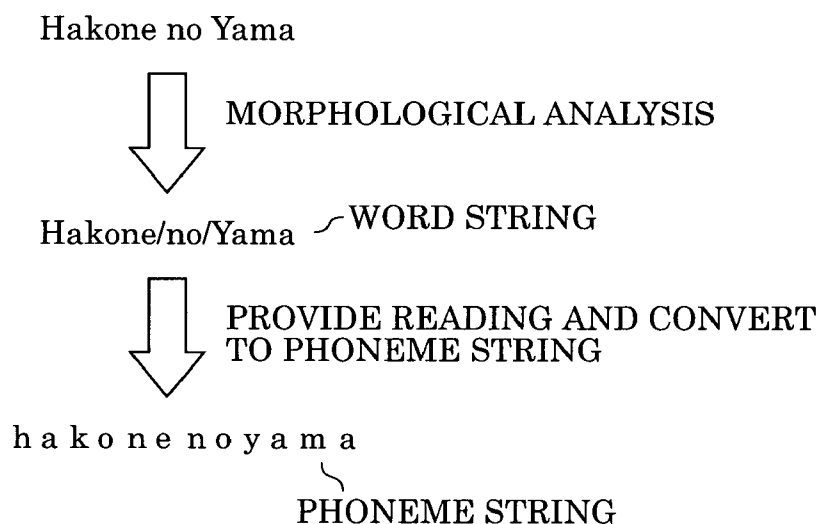 Hakone no Yama
MORPHOLOGICAL ANALYSIS
Hakone/no/Yama
WORD STRING
PROVIDE READING AND CONVERT
TO PHONEME STRING
h a k o n e n o y a m a
PHONEME STRING